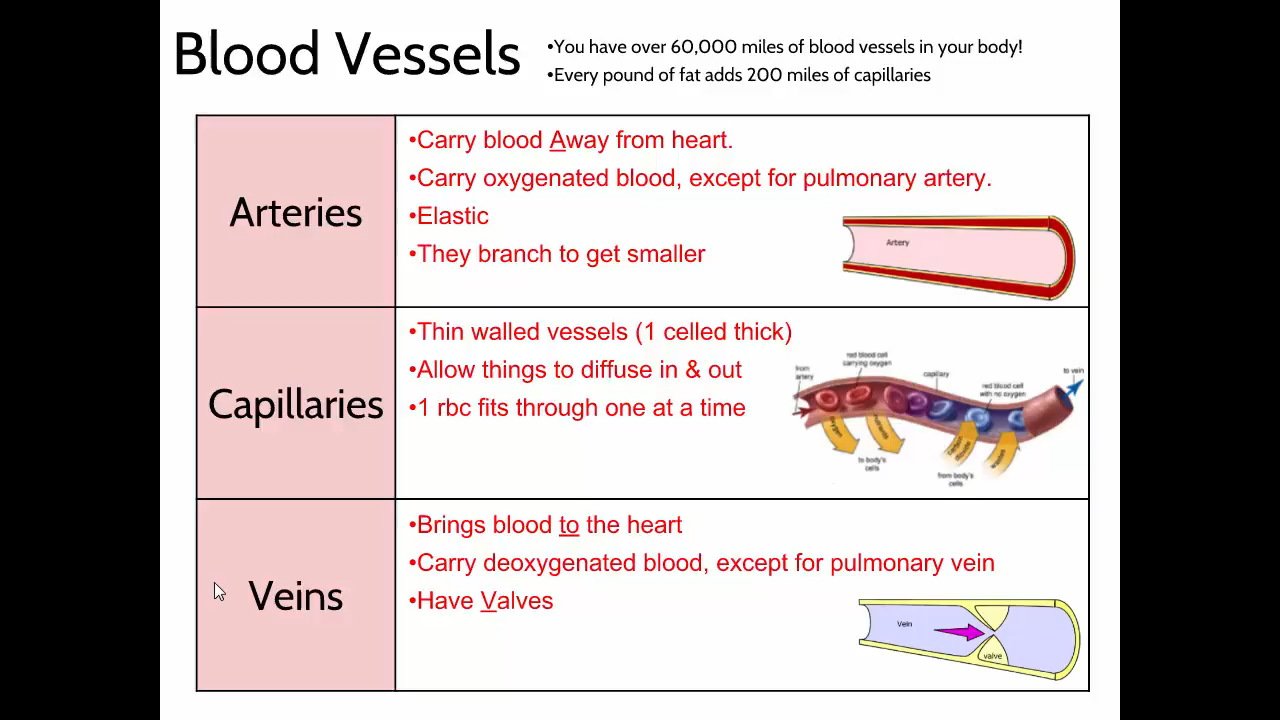 Blood Vessels
•You have over 60,000 miles of blood vessels in your body!
•Every pound of fat adds 200 miles of capillaries
Arteries
•Carry blood Away from heart.
•Carry oxygenated blood, except for pulmonary artery.
•Elastic
•They branch to get smaller
Artery
Capillaries
•Thin walled vessels (1 celled thick)
•Allow things to diffuse in & out
•1 rbc fits through one at a time
from
artery
red blood cell
carrying oxygen
capillary
red blood cell
with no oxygen
to vein
oxygen
nutrients
to body's
cells
carbon
dioxide
wastes
from body's
cells
Veins
•Brings blood to the heart
•Carry deoxygenated blood, except for pulmonary vein
•Have Valves
Vein
valve